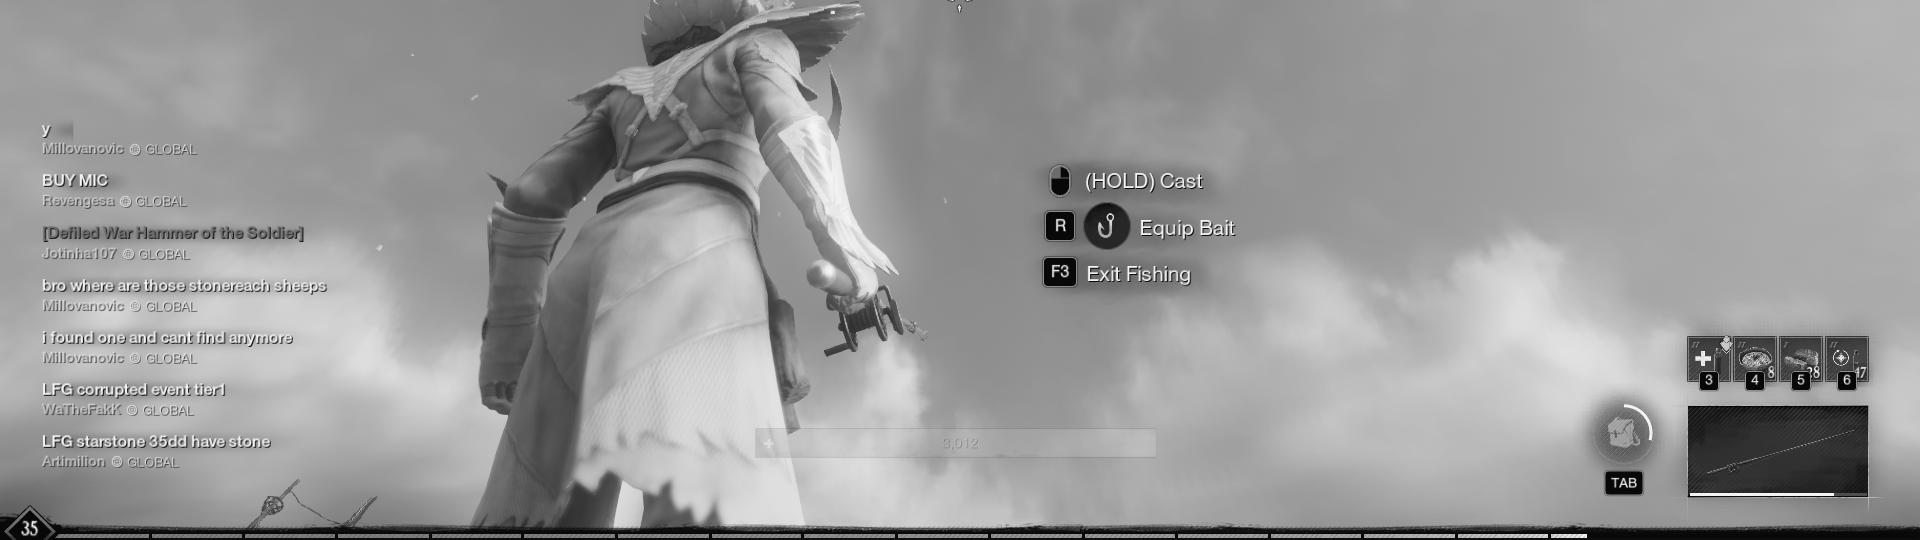 y
Millovanovic GLOBAL
BUY MIC
Revengesa GLOBAL
[Defiled War Hammer of the Soldier]
Jotinha107 GLOBAL
bro where are those stonereach sheeps
Millovanovic GLOBAL
i found one and cant find anymore
Millovanovic GLOBAL
LFG corrupted event tier1
WaTheFakK GLOBAL
LFG starstone 35dd have stone
Artimilion GLOBAL
(HOLD) Cast
R Equip Bait
F3 Exit Fishing
3,012
8 28 17
3 4 5 6
TAB
35